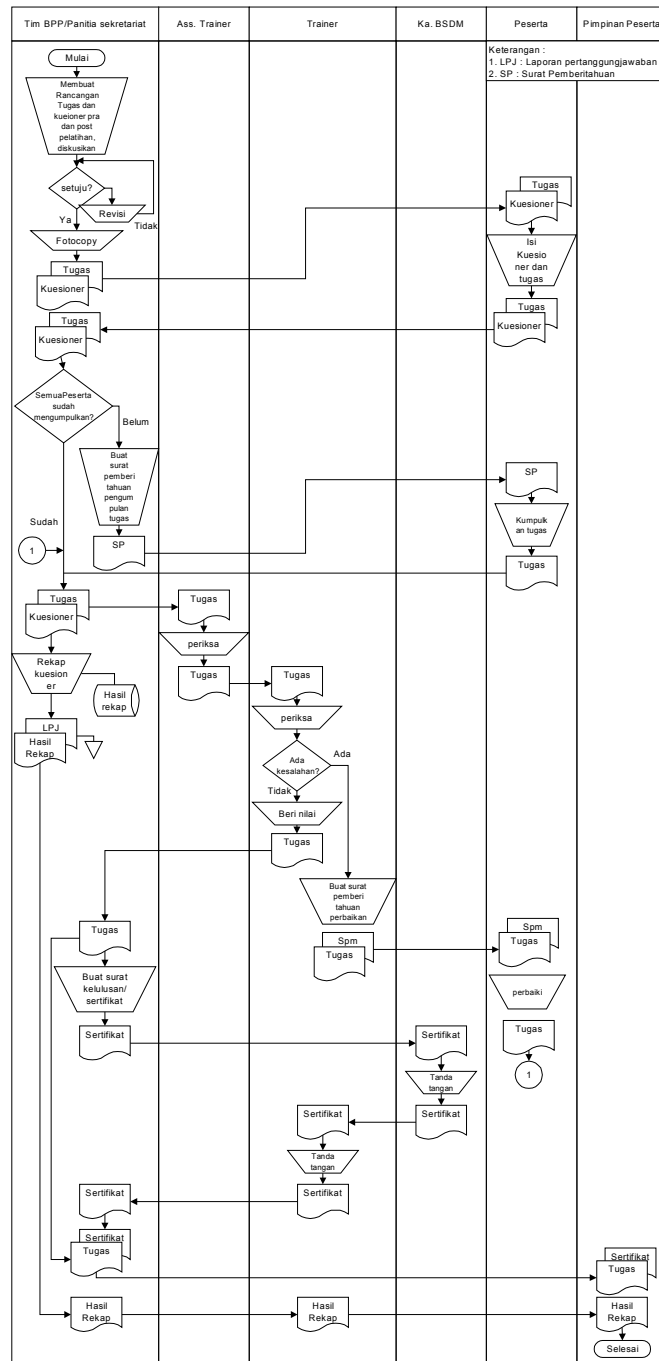 Tim BPP/Panitia sekretariat
Ass. Trainer
Trainer
Ka. BSDM
Peserta
Pimpinan Peserta
Keterangan :
1. LPJ : Laporan pertanggungjawaban
2. SP : Surat Pemberitahuan
Mulai
Membuat
Rancangan
Tugas dan
kueioner pra
dan post
pelatihan,
diskusikan
setuju?
Revisi
Ya
Tidak
Fotocopy
Tugas
Kuesioner
Tugas
Kuesioner
Isi
Kuesio
ner dan
tugas
Tugas
Kuesioner
Tugas
Kuesioner
SemuaPeserta
sudah
mengumpulkan?
Belum
Buat
surat
pemberi
tahuan
pengum
pulan
tugas
SP
SP
Kumpulk
an tugas
Tugas
Sudah
1
Tugas
Kuesioner
Tugas
periksa
Tugas
Tugas
Rekap
kuesion
er
Hasil
rekap
LPJ
Hasil
Rekap
periksa
Ada
kesalahan?
Ada
Tidak
Beri nilai
Tugas
Buat surat
pemberi
tahuan
perbaikan
Spm
Tugas
Spm
Tugas
perbaiki
Tugas
1
Tugas
Buat surat
kelulusan/
sertifikat
Sertifikat
Sertifikat
Tanda
tangan
Sertifikat
Sertifikat
Tanda
tangan
Sertifikat
Sertifikat
Sertifikat
Tugas
Sertifikat
Tugas
Hasil
Rekap
Hasil
Rekap
Hasil
Rekap
Selesai